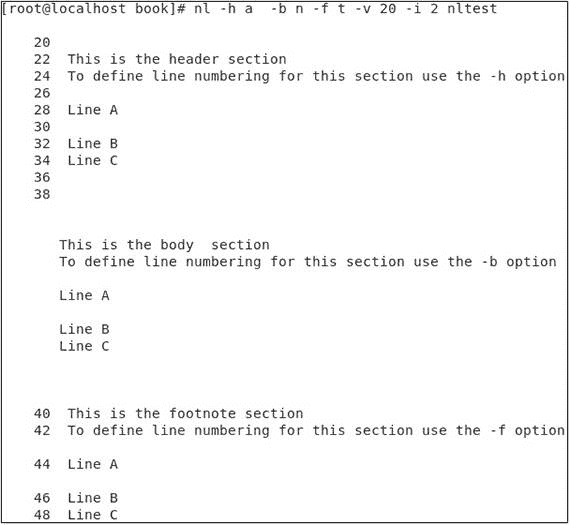 [root@localhost book]# nl -h a  -b n -f t -v 20 -i 2 nltest
20
22  This is the header section
24  To define line numbering for this section use the -h option
26
28  Line A
30
32  Line B
34  Line C
36
38
This is the body  section
To define line numbering for this section use the -b option
Line A
Line B
Line C
40  This is the footnote section
42  To define line numbering for this section use the -f option
44  Line A
46  Line B
48  Line C